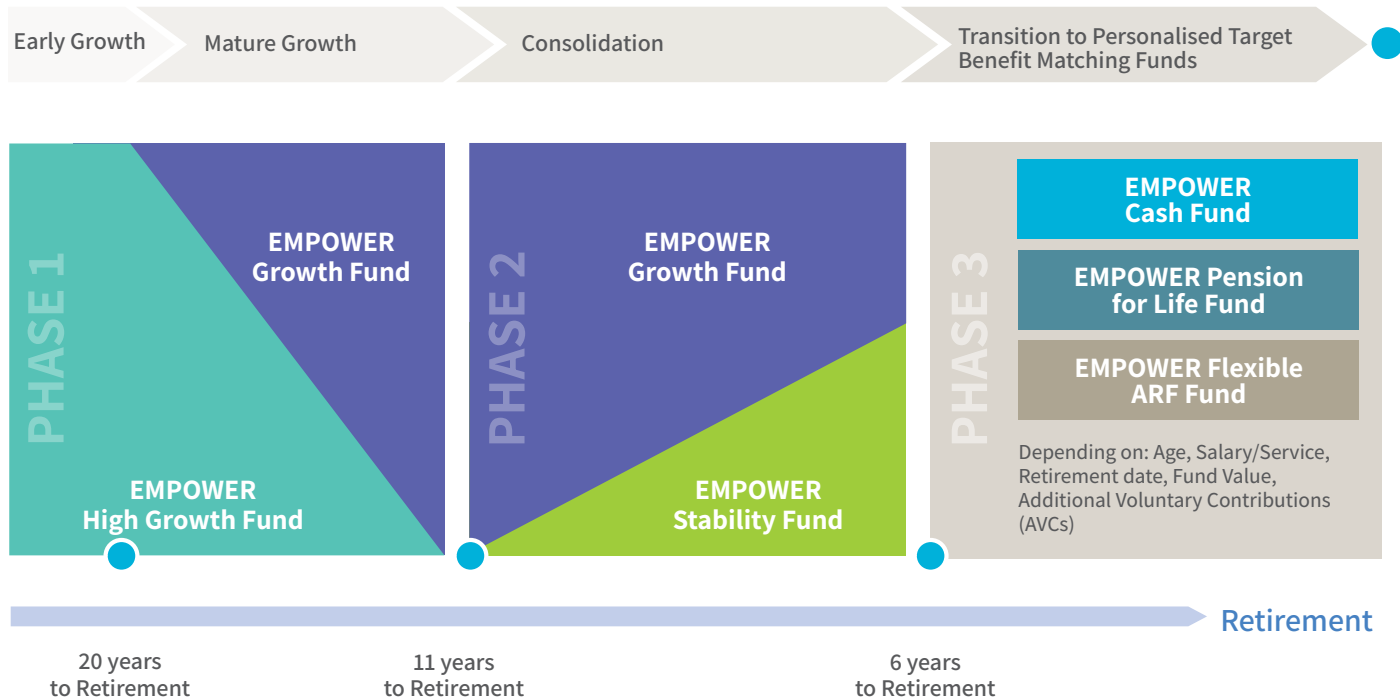 Early Growth
Mature Growth
Consolidation
Transition to Personalised Target
Benefit Matching Funds
PHASE 1
EMPOWER
Growth Fund
EMPOWER
High Growth Fund
PHASE 2
EMPOWER
Growth Fund
EMPOWER
Stability Fund
PHASE 3
EMPOWER
Cash Fund
EMPOWER Pension
for Life Fund
EMPOWER Flexible
ARF Fund
Depending on: Age, Salary/Service,
Retirement date, Fund Value,
Additional Voluntary Contributions
(AVCs)
Retirement
20 years
to Retirement
11 years
to Retirement
6 years
to Retirement